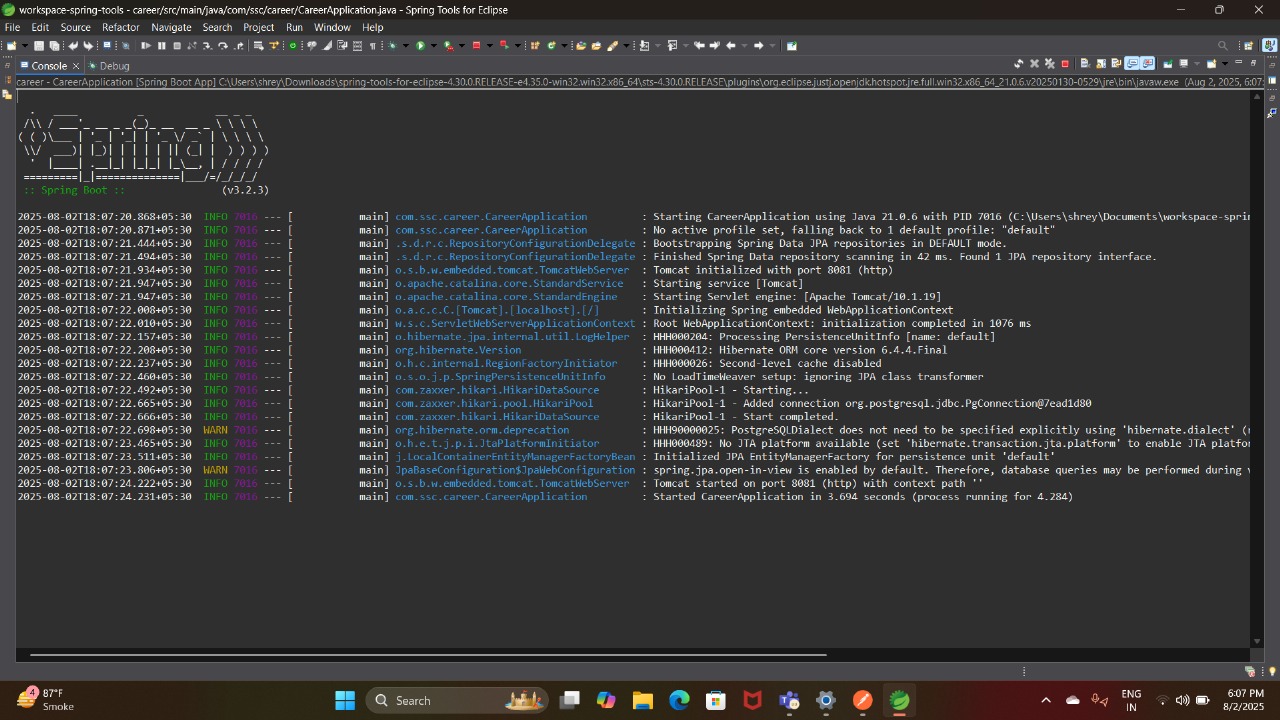 workspace-spring-tools - career/src/main/java/com/ssc/career/CareerApplication.java - Spring Tools for Eclipse
File Edit Source Refactor Navigate Search Project Run Window Help
Console Debug
career - CareerApplication [Spring Boot App] C:\Users\shrey\Downloads\spring-tools-for-eclipse-4.30.0.RELEASE-e4.35.0-win32.win32.x86_64\sts-4.30.0.RELEASE\plugins\org.eclipse.justj.openjdk.hotspot.jre.full.win32.x86_64_21.0.6.v20250130-0529\jre\bin\javaw.exe (Aug 2, 2025, 6:07:
Spring
:: Spring Boot :: (v3.2.3)
2025-08-02T18:07:20.868+05:30 INFO 7016 --- [ main] com.ssc.career.CareerApplication : Starting CareerApplication using Java 21.0.6 with PID 7016 (C:\Users\shrey\Documents\workspace-sprin
2025-08-02T18:07:20.871+05:30 INFO 7016 --- [ main] com.ssc.career.CareerApplication : No active profile set, falling back to 1 default profile: "default"
2025-08-02T18:07:21.444+05:30 INFO 7016 --- [ main] .s.d.r.c.RepositoryConfigurationDelegate : Bootstrapping Spring Data JPA repositories in DEFAULT mode.
2025-08-02T18:07:21.494+05:30 INFO 7016 --- [ main] .s.d.r.c.RepositoryConfigurationDelegate : Finished Spring Data repository scanning in 42 ms. Found 1 JPA repository interface.
2025-08-02T18:07:21.934+05:30 INFO 7016 --- [ main] o.s.b.w.embedded.tomcat.TomcatWebServer : Tomcat initialized with port 8081 (http)
2025-08-02T18:07:21.947+05:30 INFO 7016 --- [ main] o.apache.catalina.core.StandardService : Starting service [Tomcat]
2025-08-02T18:07:21.947+05:30 INFO 7016 --- [ main] o.apache.catalina.core.StandardEngine : Starting Servlet engine: [Apache Tomcat/10.1.19]
2025-08-02T18:07:22.008+05:30 INFO 7016 --- [ main] o.a.c.c.C.[Tomcat].[localhost].[/] : Initializing Spring embedded WebApplicationContext
2025-08-02T18:07:22.010+05:30 INFO 7016 --- [ main] w.s.c.ServletWebServerApplicationContext : Root WebApplicationContext: initialization completed in 1076 ms
2025-08-02T18:07:22.157+05:30 INFO 7016 --- [ main] o.hibernate.jpa.internal.util.LogHelper : HHH000204: Processing PersistenceUnitInfo [name: default]
2025-08-02T18:07:22.208+05:30 INFO 7016 --- [ main] org.hibernate.Version : HHH000412: Hibernate ORM core version 6.4.4.Final
2025-08-02T18:07:22.237+05:30 INFO 7016 --- [ main] o.h.c.internal.RegionFactoryInitiator : HHH000026: Second-level cache disabled
2025-08-02T18:07:22.460+05:30 INFO 7016 --- [ main] o.s.o.j.p.SpringPersistenceUnitInfo : No LoadTimeWeaver setup: ignoring JPA class transformer
2025-08-02T18:07:22.492+05:30 INFO 7016 --- [ main] com.zaxxer.hikari.HikariDataSource : HikariPool-1 - Starting...
2025-08-02T18:07:22.665+05:30 INFO 7016 --- [ main] com.zaxxer.hikari.pool.HikariPool : HikariPool-1 - Added connection org.postgresql.jdbc.PgConnection@7ead1d80
2025-08-02T18:07:22.666+05:30 INFO 7016 --- [ main] com.zaxxer.hikari.HikariDataSource : HikariPool-1 - Start completed.
2025-08-02T18:07:22.698+05:30 WARN 7016 --- [ main] org.hibernate.orm.deprecation : HHH90000025: PostgreSQLDialect does not need to be specified explicitly using 'hibernate.dialect' (
2025-08-02T18:07:23.465+05:30 INFO 7016 --- [ main] o.h.e.t.j.p.i.JtaPlatformInitiator : HHH000489: No JTA platform available (set 'hibernate.transaction.jta.platform' to enable JTA platfor
2025-08-02T18:07:23.511+05:30 INFO 7016 --- [ main] j.LocalContainerEntityManagerFactoryBean : Initialized JPA EntityManagerFactory for persistence unit 'default'
2025-08-02T18:07:23.806+05:30 WARN 7016 --- [ main] JpaBaseConfiguration$JpaWebConfiguration : spring.jpa.open-in-view is enabled by default. Therefore, database queries may be performed during
2025-08-02T18:07:24.222+05:30 INFO 7016 --- [ main] o.s.b.w.embedded.tomcat.TomcatWebServer : Tomcat started on port 8081 (http) with context path ''
2025-08-02T18:07:24.231+05:30 INFO 7016 --- [ main] com.ssc.career.CareerApplication : Started CareerApplication in 3.694 seconds (process running for 4.284)
4
87°F
Smoke
Search
ENG
IN
6:07 PM
8/2/2025